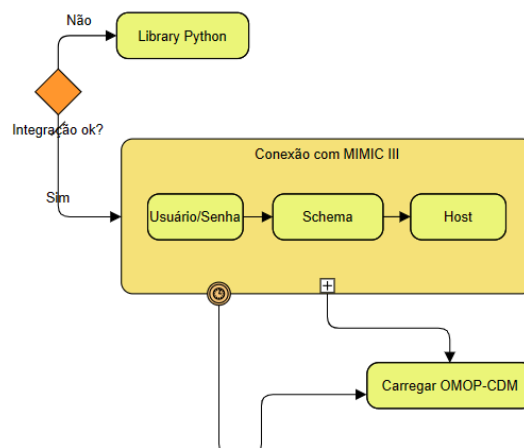 Não
Library Python
Integração ok?
Conexão com MIMIC III
Sim
Usuário/Senha
Schema
Host
Carregar OMOP-CDM